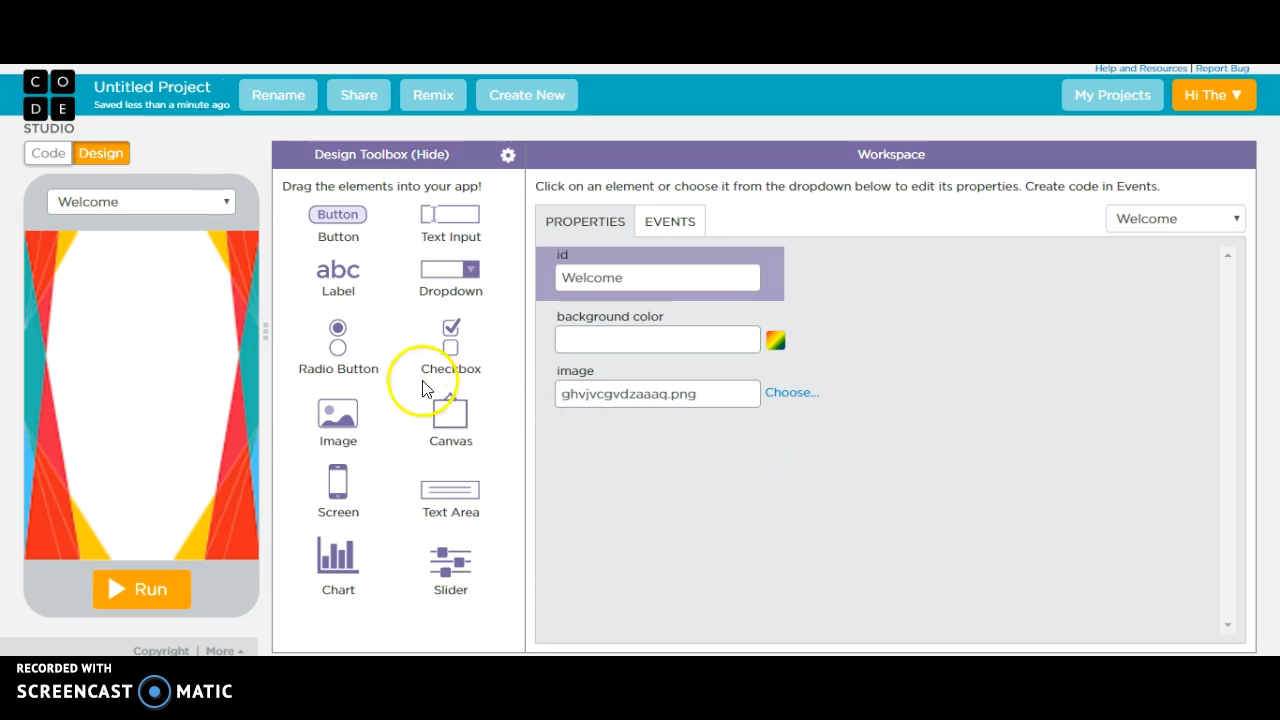 Help and Resources | Report Bug
CODE
STUDIO
Untitled Project
Saved less than a minute ago
Rename
Share
Remix
Create New
My Projects
Hi The ▼
Code
Design
Design Toolbox (Hide)
Workspace
Welcome
Drag the elements into your app!
Button
Button
Text Input
abc
Label
Dropdown
Radio Button
Checkbox
Image
Canvas
Screen
Text Area
Chart
Slider
Click on an element or choose it from the dropdown below to edit its properties. Create code in Events.
PROPERTIES
EVENTS
Welcome
id
Welcome
background color
image
ghvjvcgvdzaaaq.png
Choose...
Run
Copyright | More
RECORDED WITH
SCREENCAST MATIC